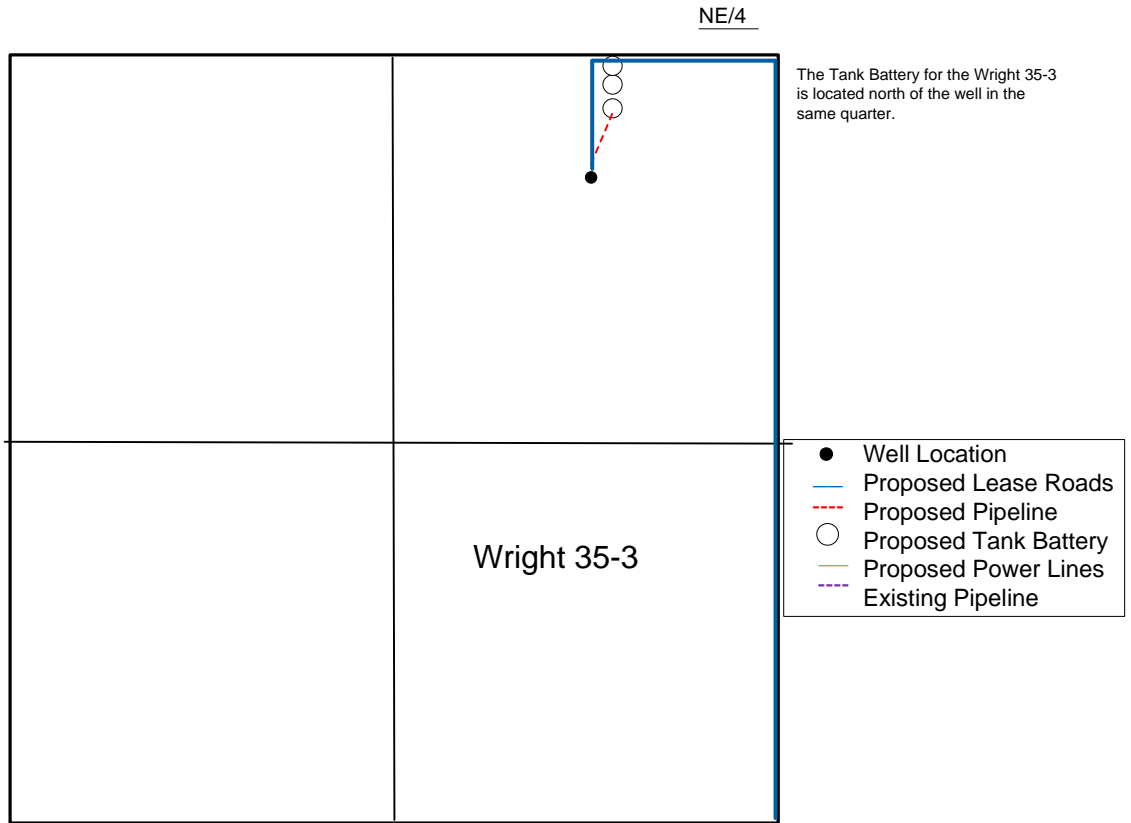 NE/4
The Tank Battery for the Wright 35-3
is located north of the well in the
same quarter.
Well Location
Proposed Lease Roads
Proposed Pipeline
Proposed Tank Battery
Proposed Power Lines
Existing Pipeline
Wright 35-3